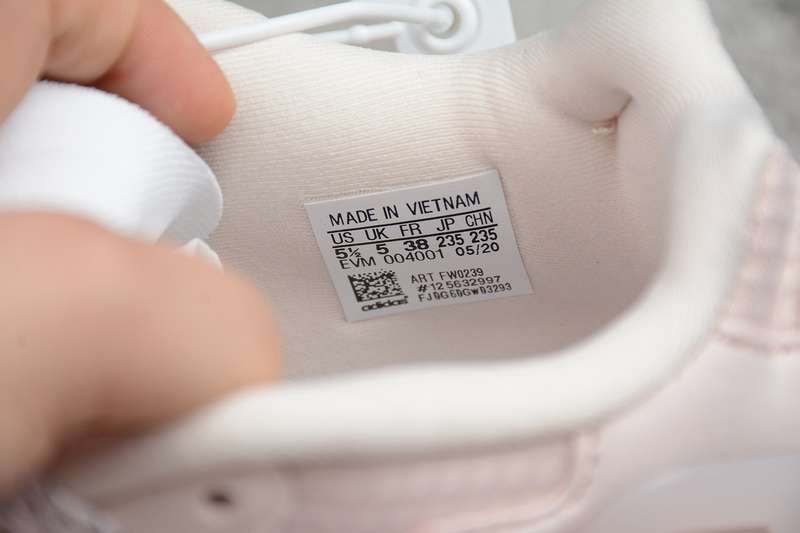 MADE IN VIETNAM
US UK FR JP CHN
5½ 5 38 235 235
EVM 004001 05/20
ART FW0239
#125632997
FJDG6DGWD3293
adidas